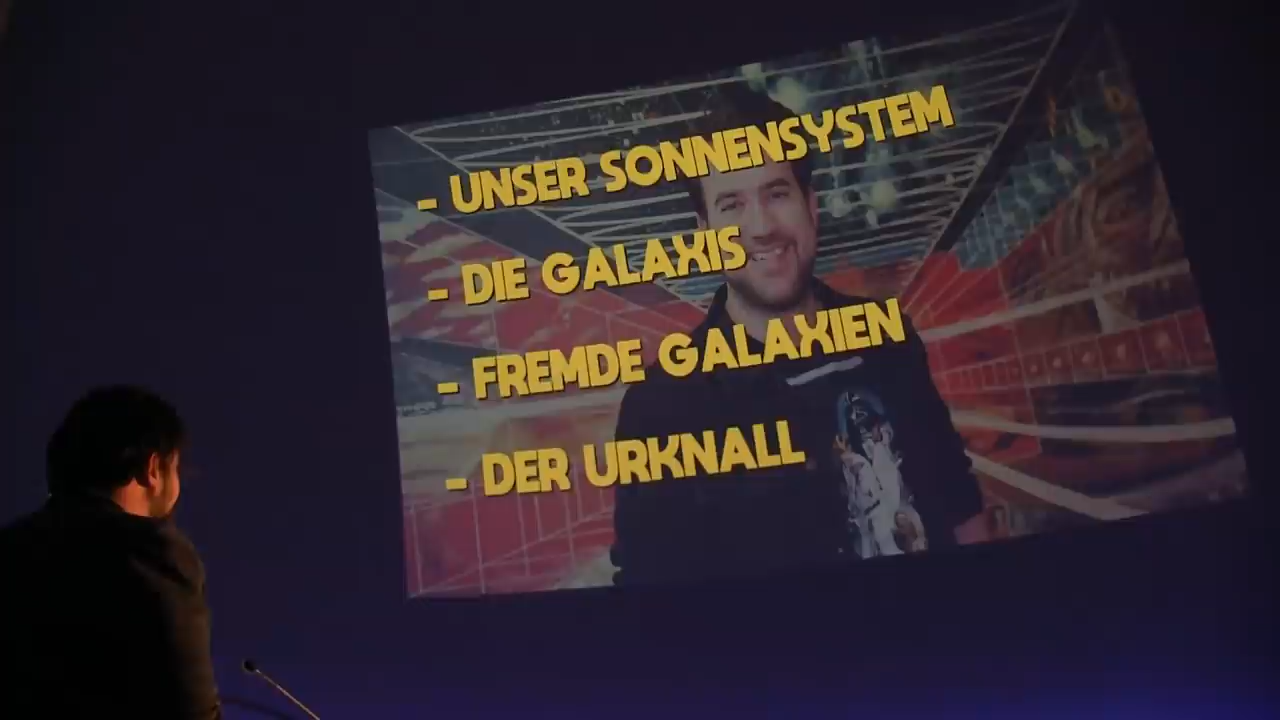 - UNSER SONNENSYSTEM
- DIE GALAXIS
- FREMDE GALAXIEN
- DER URKNALL